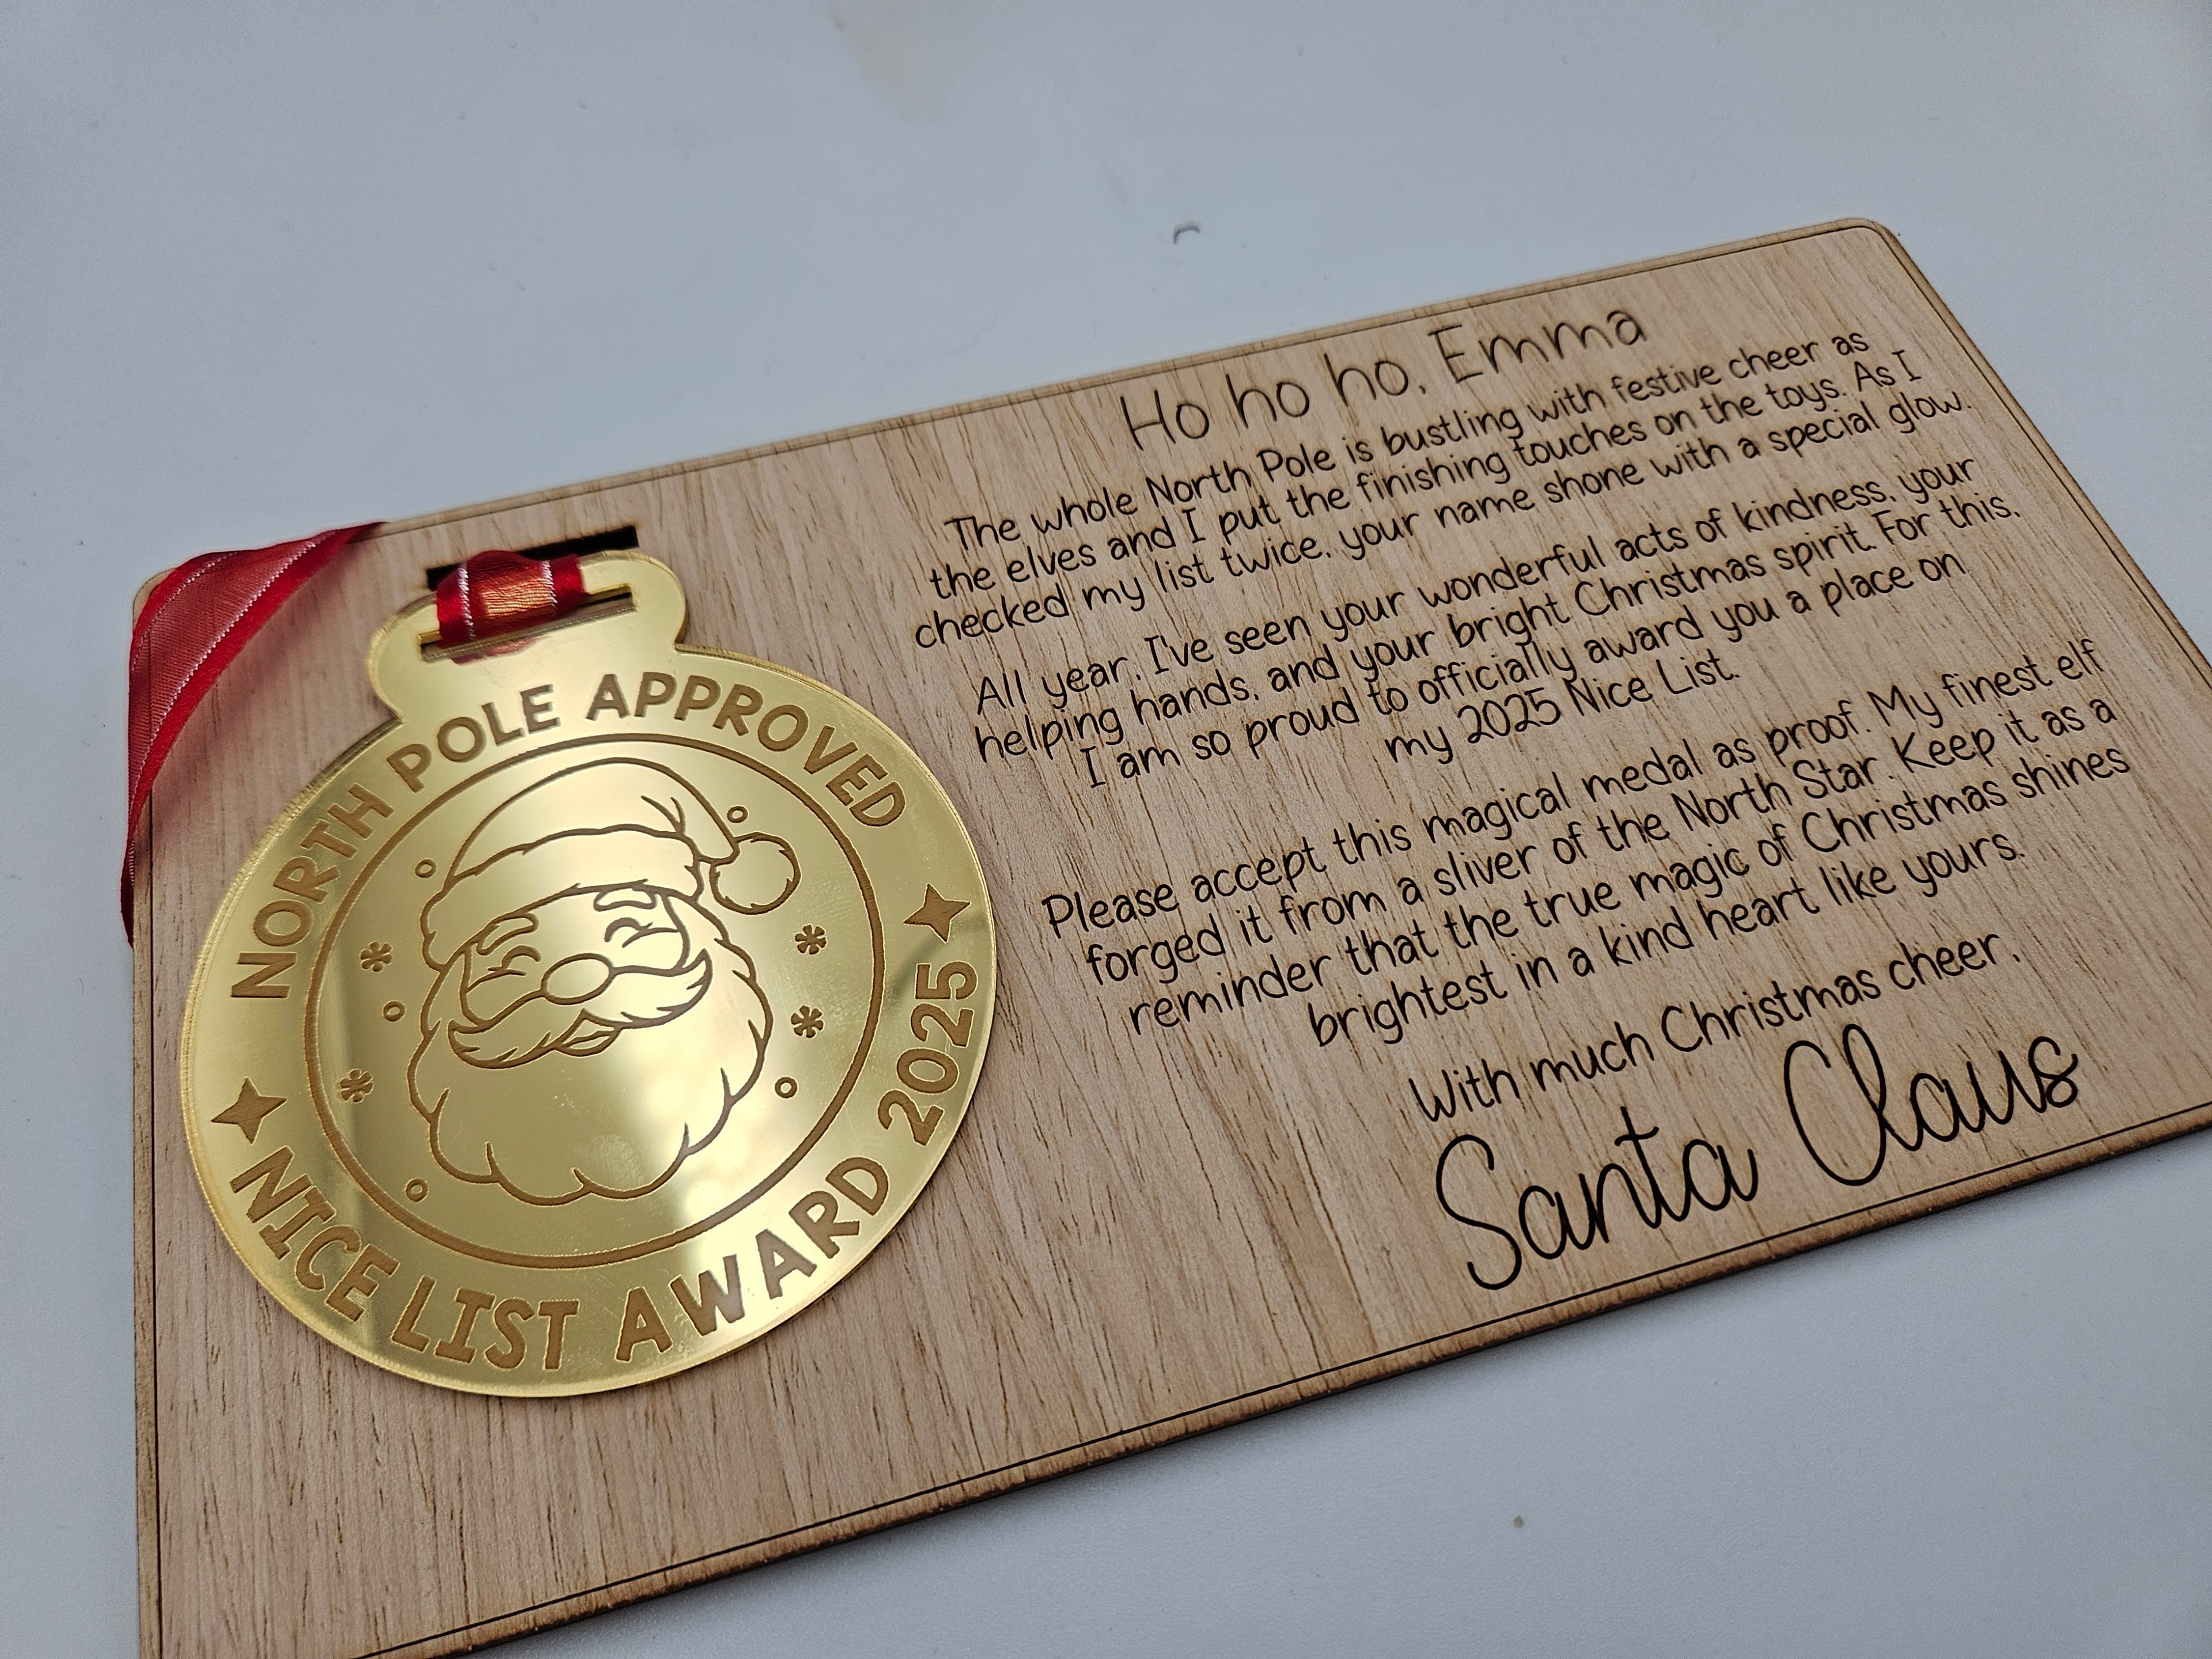 NORTH POLE APPROVED
NICE LIST AWARD 2025
Ho ho ho, Emma
The whole North Pole is bustling with festive cheer as
the elves and I put the finishing touches on the toys. As I
checked my list twice, your name shone with a special glow.
All year, I've seen your wonderful acts of kindness, your
helping hands, and your bright Christmas spirit. For this,
I am so proud to officially award you a place on
my 2025 Nice List.
Please accept this magical medal as proof. My finest elf
forged it from a sliver of the North Star. Keep it as a
reminder that the true magic of Christmas shines
brightest in a kind heart like yours.
With much Christmas cheer,
Santa Claus